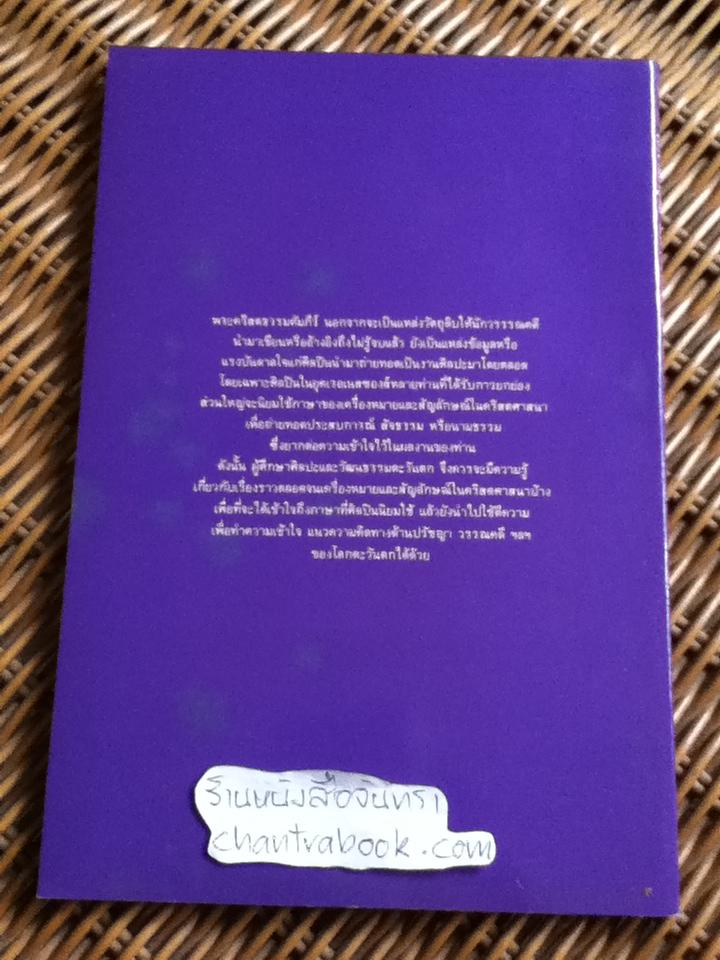 พระคริสตธรรมคัมภีร์ นอกจากจะเป็นแหล่งวัตถุดิบให้นักวรรณคดี
นำมาเขียนหรืออ้างอิงถึงไม่รู้จบแล้ว ยังเป็นแหล่งข้อมูลหรือ
แรงบันดาลใจแก่ศิลปินนำมาถ่ายทอดเป็นงานศิลปะมาโดยตลอด
โดยเฉพาะศิลปินในยุคเรอเนสซองส์หลายท่านที่ได้รับการยกย่อง
ส่วนใหญ่จะนิยมใช้ภาษาของเครื่องหมายและสัญลักษณ์ในคริสตศาสนา
เพื่อถ่ายทอดประสบการณ์ สัจธรรม หรือนามธรรม
ซึ่งยากต่อความเข้าใจไว้ในผลงานของท่าน
ดังนั้น ผู้ศึกษาศิลปะและวัฒนธรรมตะวันตก จึงควรจะมีความรู้
เกี่ยวกับเรื่องราวตลอดจนเครื่องหมายและสัญลักษณ์ในคริสตศาสนาบ้าง
เพื่อที่จะได้เข้าใจถึงภาษาที่ศิลปินนิยมใช้ แล้วยังนำไปใช้ตีความ
เพื่อทำความเข้าใจ แนวความคิดทางด้านปรัชญา วรรณคดี ฯลฯ
ของโลกตะวันตกได้ด้วย
ร้านหนังสือจันทรา
chantrabook.com